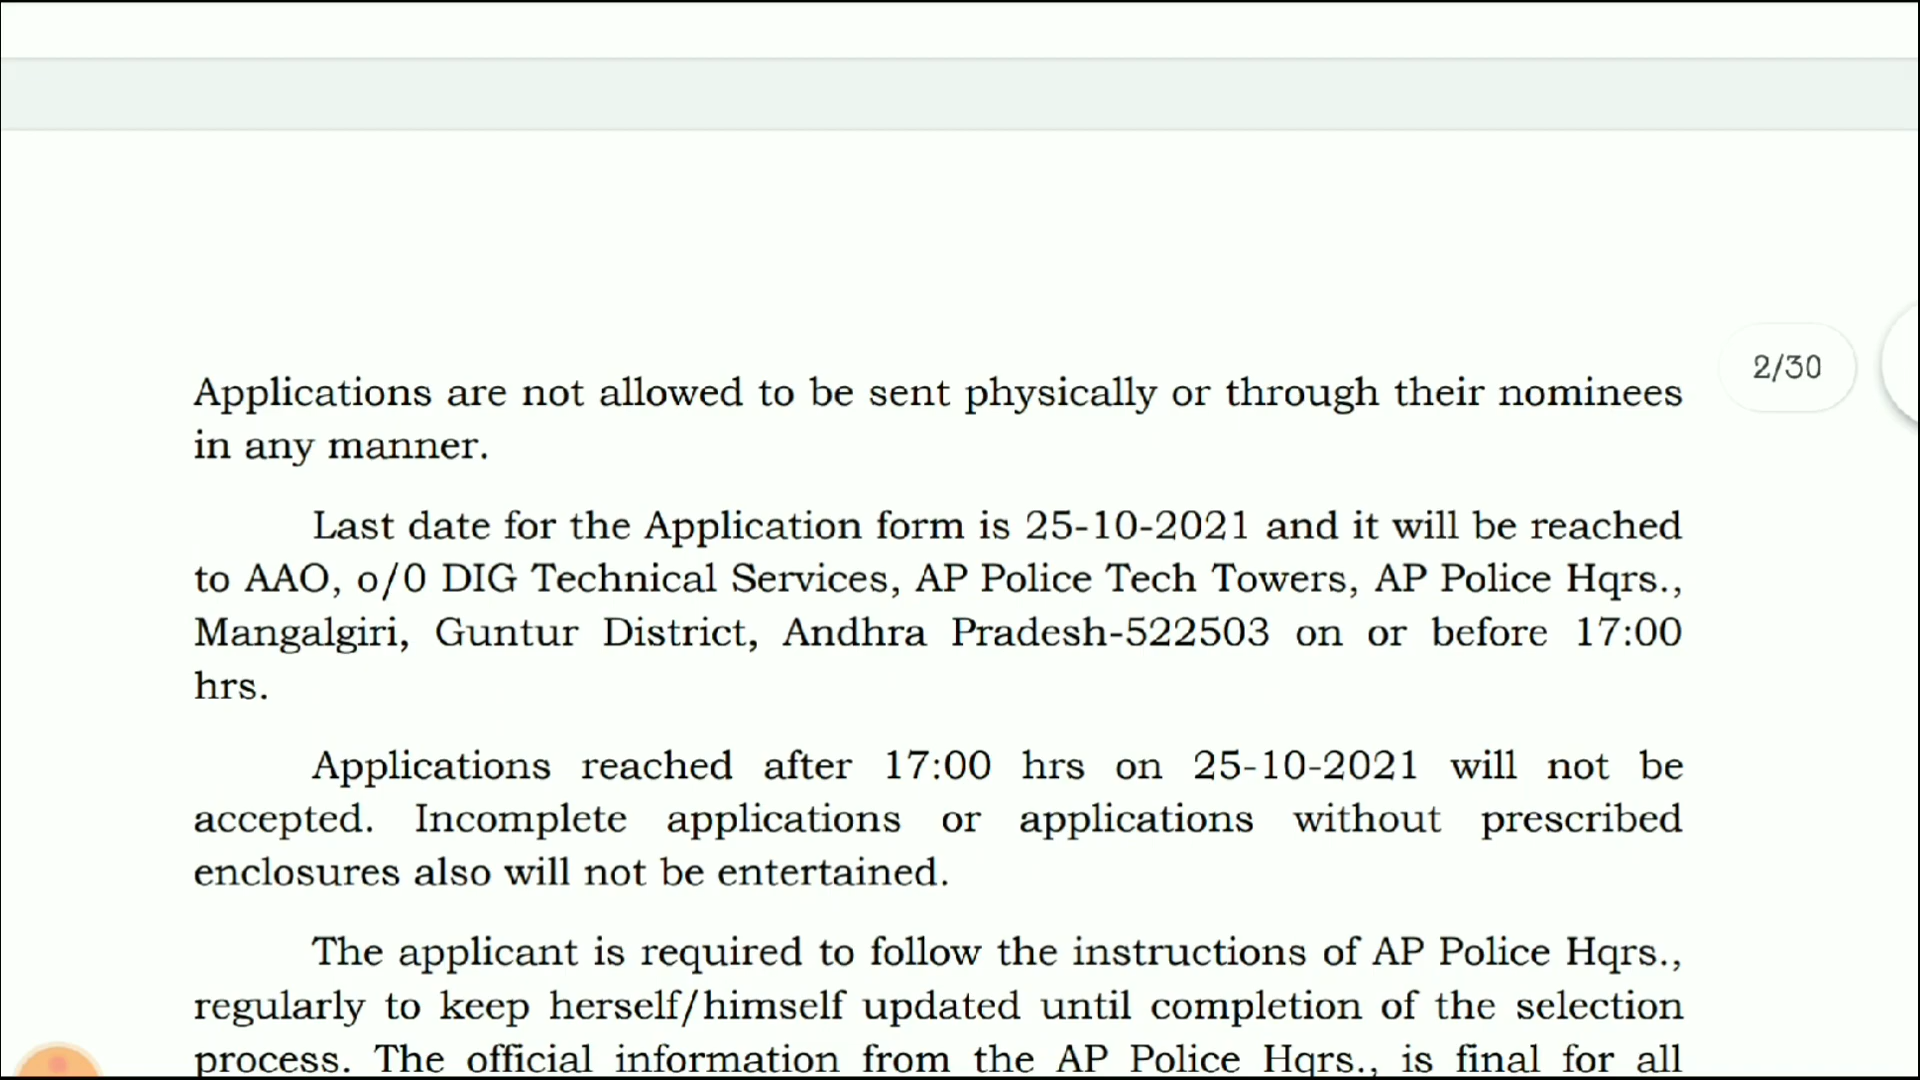 2/30
Applications are not allowed to be sent physically or through their nominees
in any manner.
Last date for the Application form is 25-10-2021 and it will be reached
to AAO, o/0 DIG Technical Services, AP Police Tech Towers, AP Police Hqrs.,
Mangalgiri, Guntur District, Andhra Pradesh-522503 on or before 17:00
hrs.
Applications reached after 17:00 hrs on 25-10-2021 will not be
accepted. Incomplete applications or applications without prescribed
enclosures also will not be entertained.
The applicant is required to follow the instructions of AP Police Hqrs.,
regularly to keep herself/himself updated until completion of the selection
process. The official information from the AP Police Hqrs., is final for all